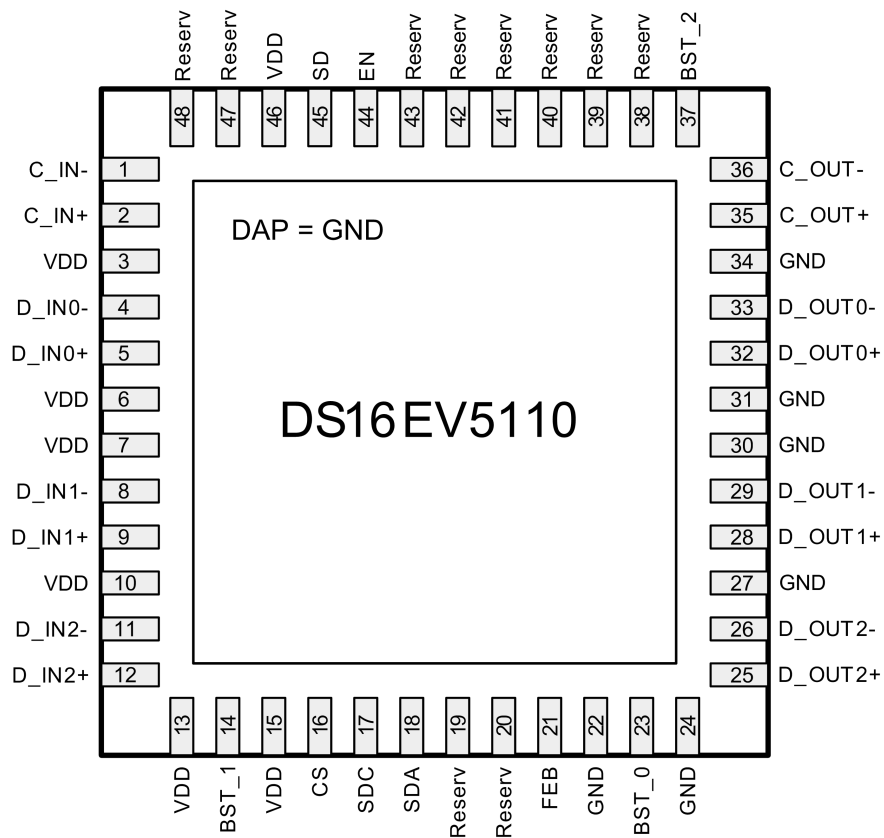 Reserv Reserv VDD SD EN Reserv Reserv Reserv Reserv Reserv Reserv BST_2
48 47 46 45 44 43 42 41 40 39 38 37
C_IN- 1 36 C_OUT-
C_IN+ 2 35 C_OUT+
DAP = GND
VDD 3 34 GND
D_IN0- 4 33 D_OUT0-
D_IN0+ 5 32 D_OUT0+
VDD 6 31 GND
DS16EV5110
VDD 7 30 GND
D_IN1- 8 29 D_OUT1-
D_IN1+ 9 28 D_OUT1+
VDD 10 27 GND
D_IN2- 11 26 D_OUT2-
D_IN2+ 12 25 D_OUT2+
13 14 15 16 17 18 19 20 21 22 23 24
VDD BST_1 VDD CS SDC SDA Reserv Reserv FEB GND BST_0 GND